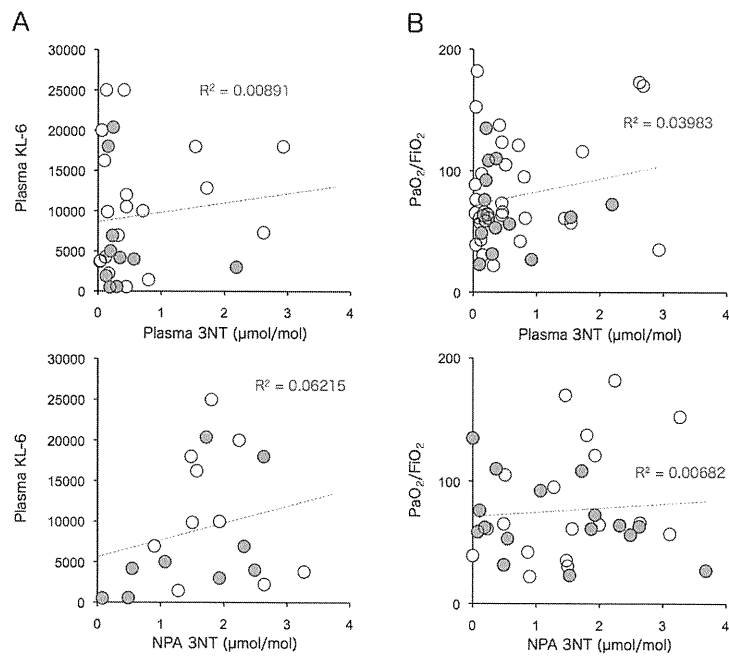 A
Plasma KL-6
30000
25000
20000
15000
10000
5000
0
R² = 0.00891
0 1 2 3 4
Plasma 3NT (μmol/mol)
B
PaO₂/FiO₂
200
100
0
R² = 0.03983
0 1 2 3 4
Plasma 3NT (μmol/mol)
Plasma KL-6
30000
25000
20000
15000
10000
5000
0
R² = 0.06215
0 1 2 3 4
NPA 3NT (μmol/mol)
PaO₂/FiO₂
200
100
0
R² = 0.00682
0 1 2 3 4
NPA 3NT (μmol/mol)